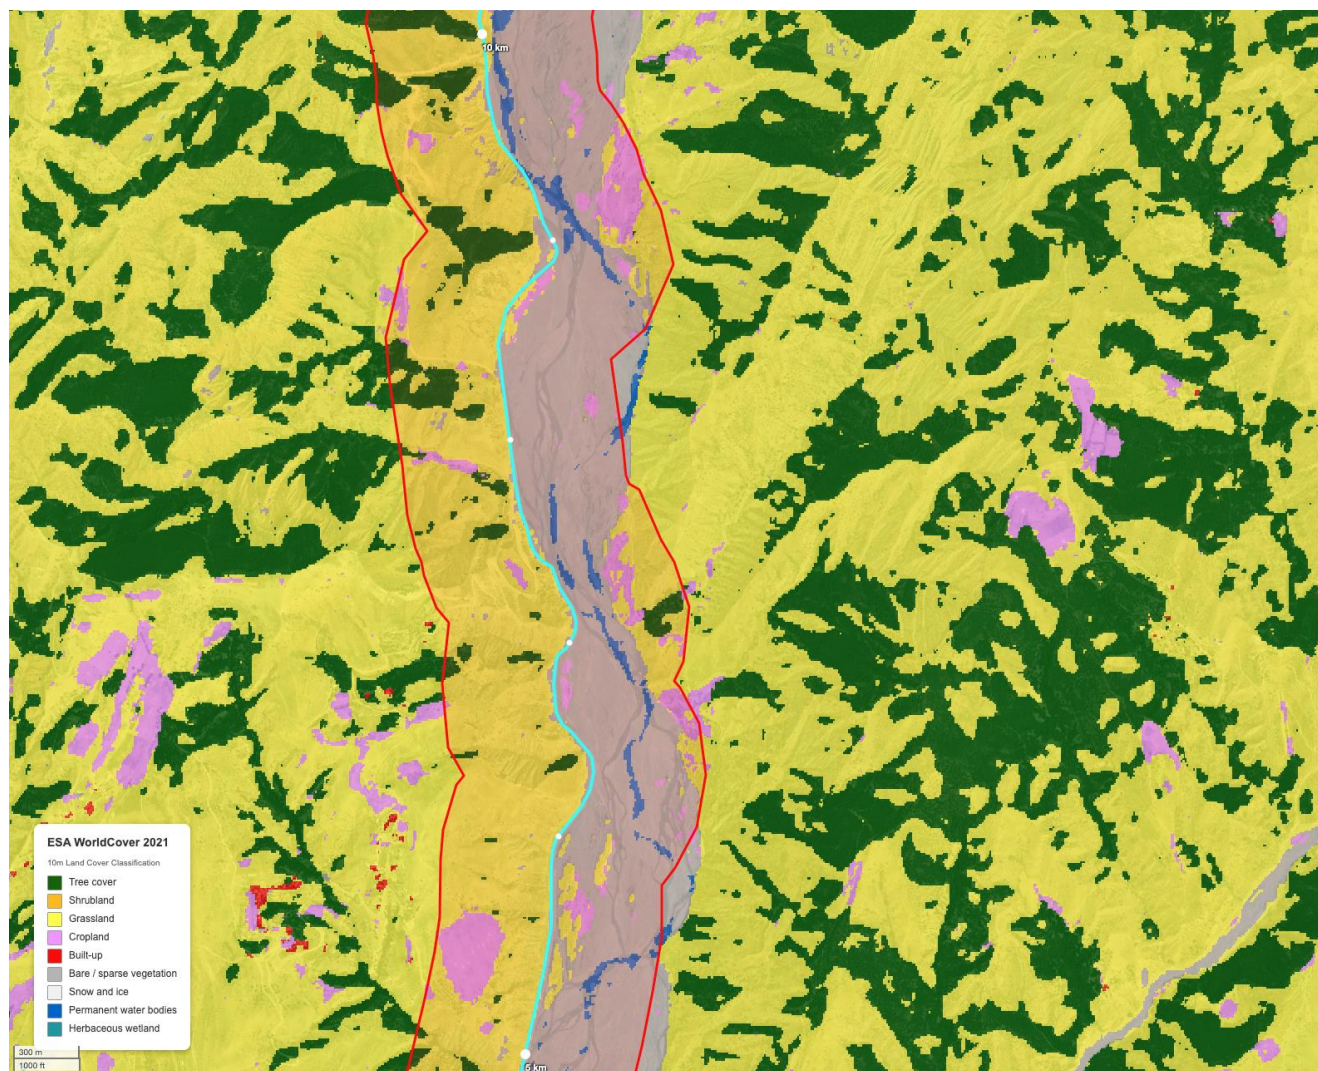 10 km
ESA WorldCover 2021
10m Land Cover Classification
Tree cover
Shrubland
Grassland
Cropland
Built-up
Bare / sparse vegetation
Snow and ice
Permanent water bodies
Herbaceous wetland
300 m
1000 ft
5 km